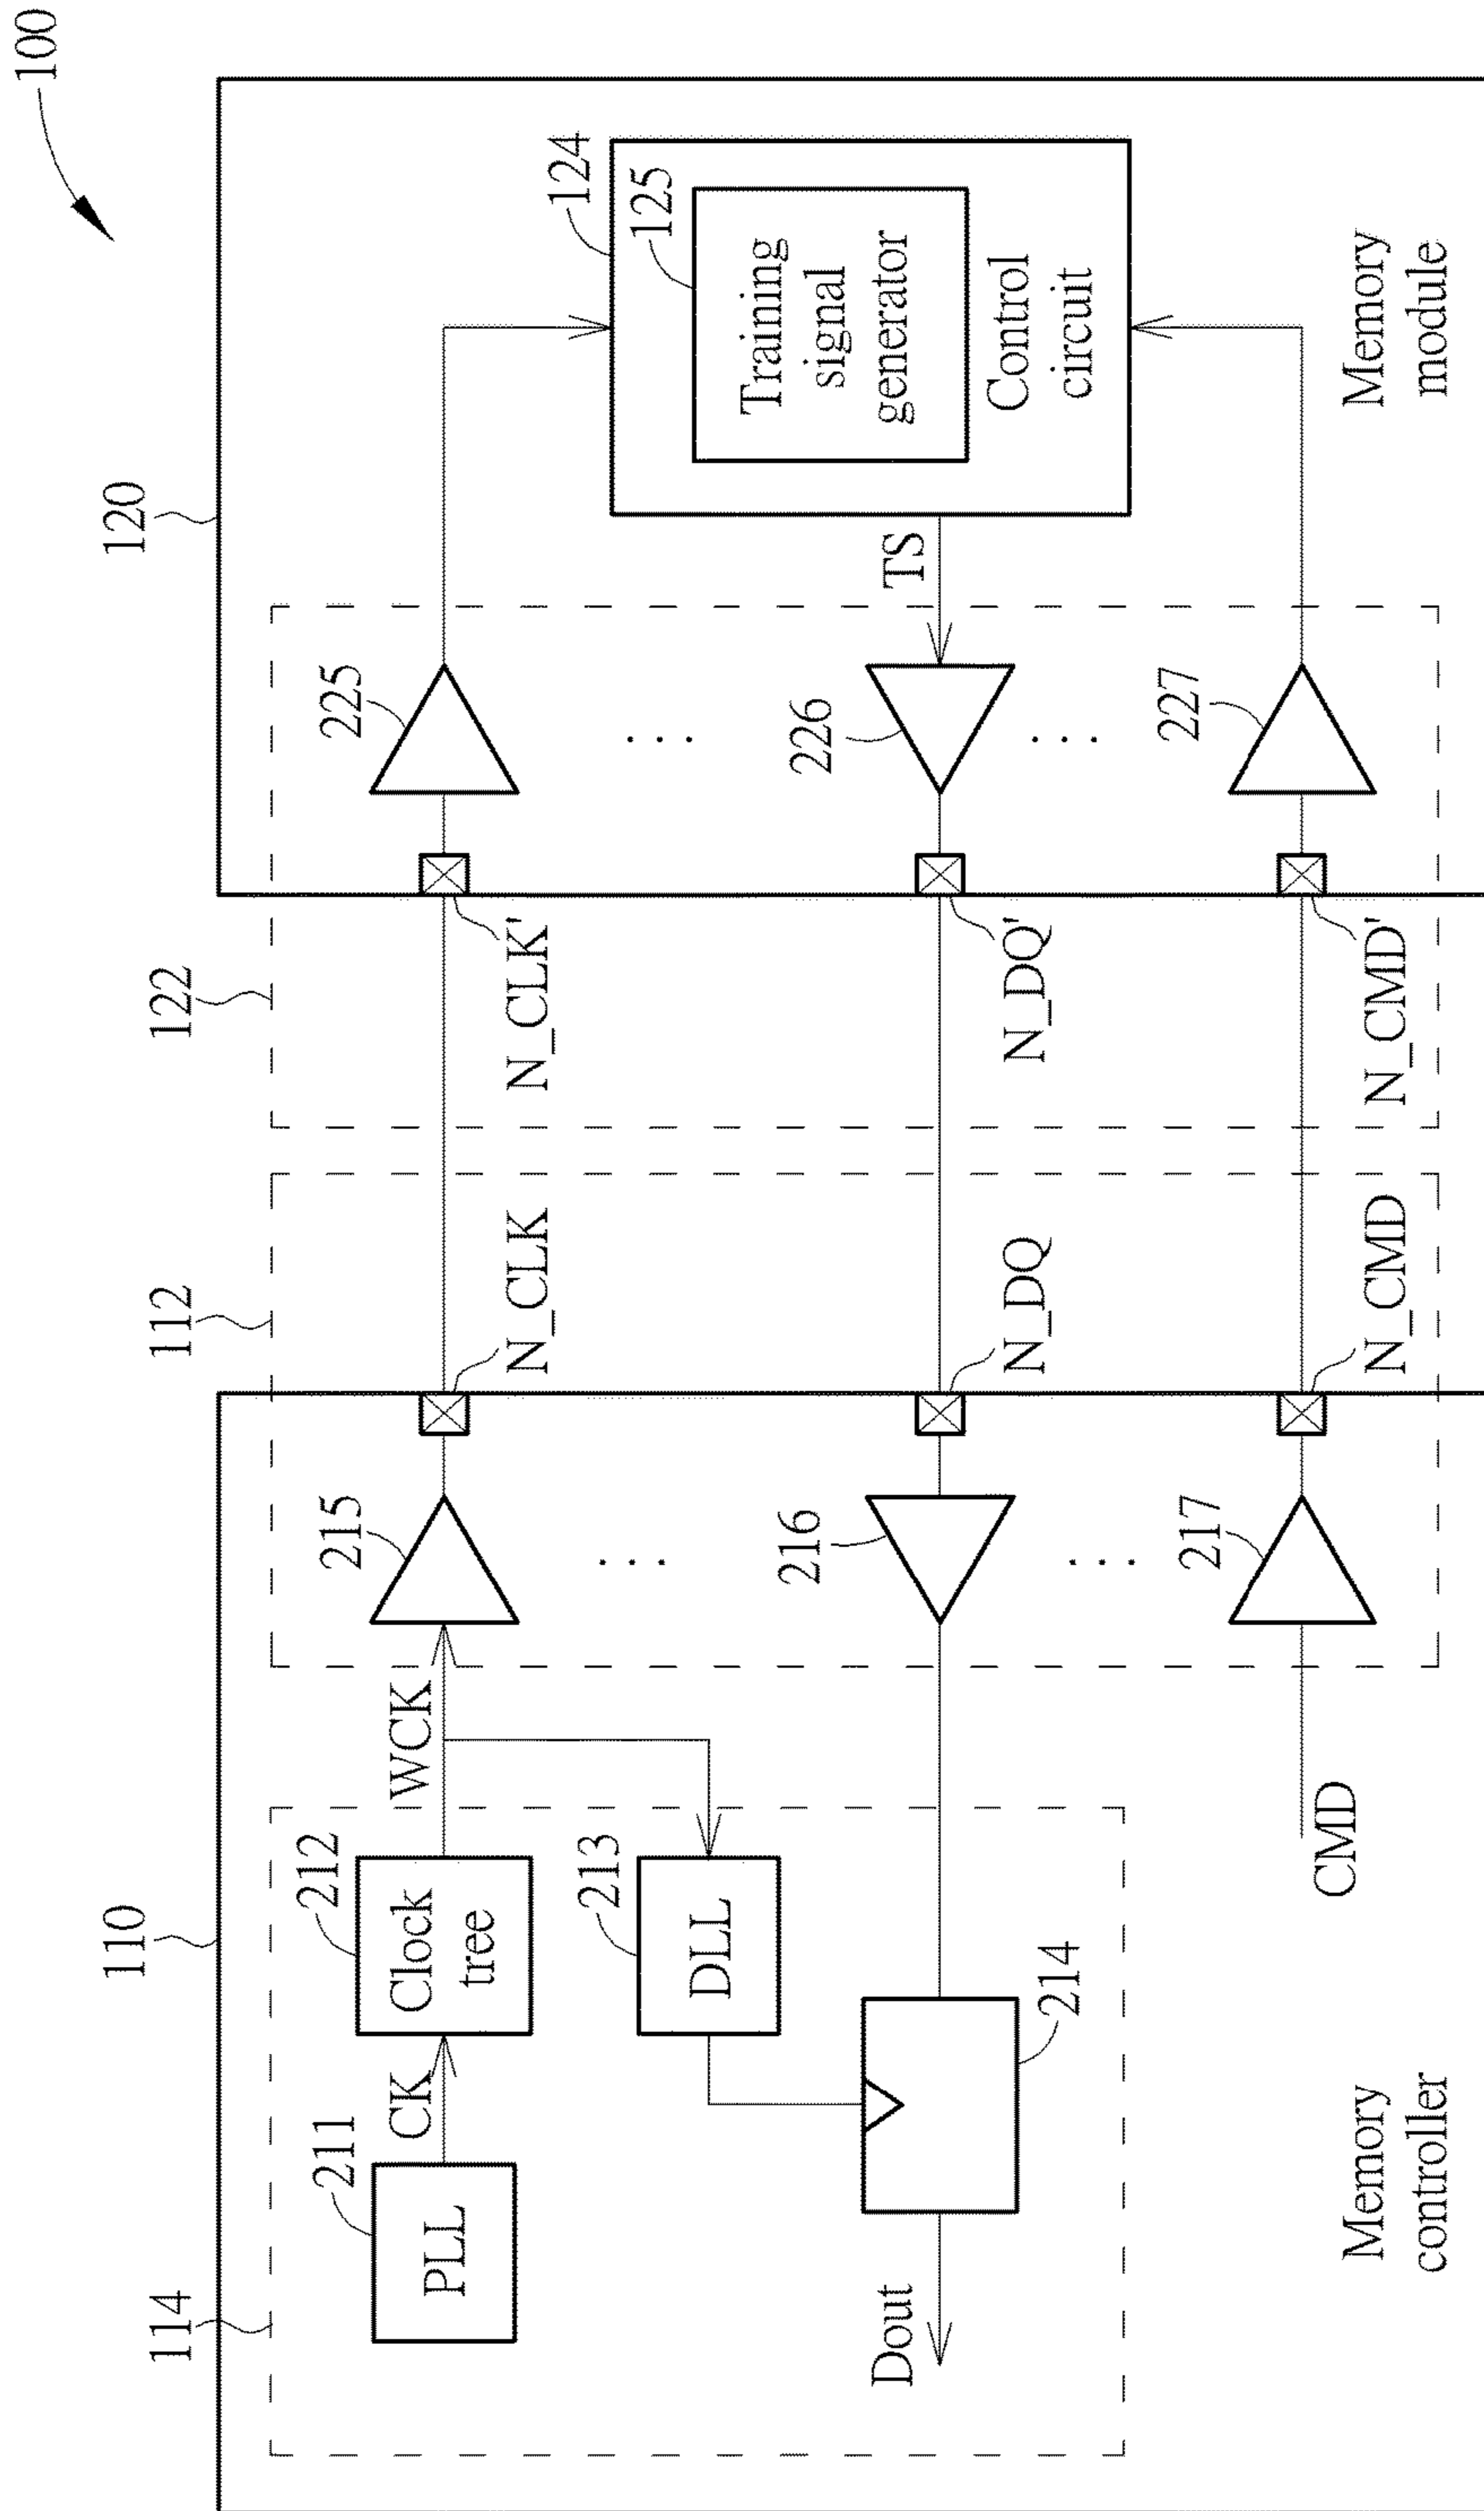 100
110
114
211
PLL
CK
212
Clock
tree
WCK
213
DLL
214
Dout
CMD
Memory
controller
112
215
. . .
216
. . .
217
N_CLK
N_DQ
N_CMD
122
N_CLK'
N_DQ'
N_CMD'
120
225
. . .
226
. . .
227
TS
124
125
Training
signal
generator
Control
circuit
Memory
module